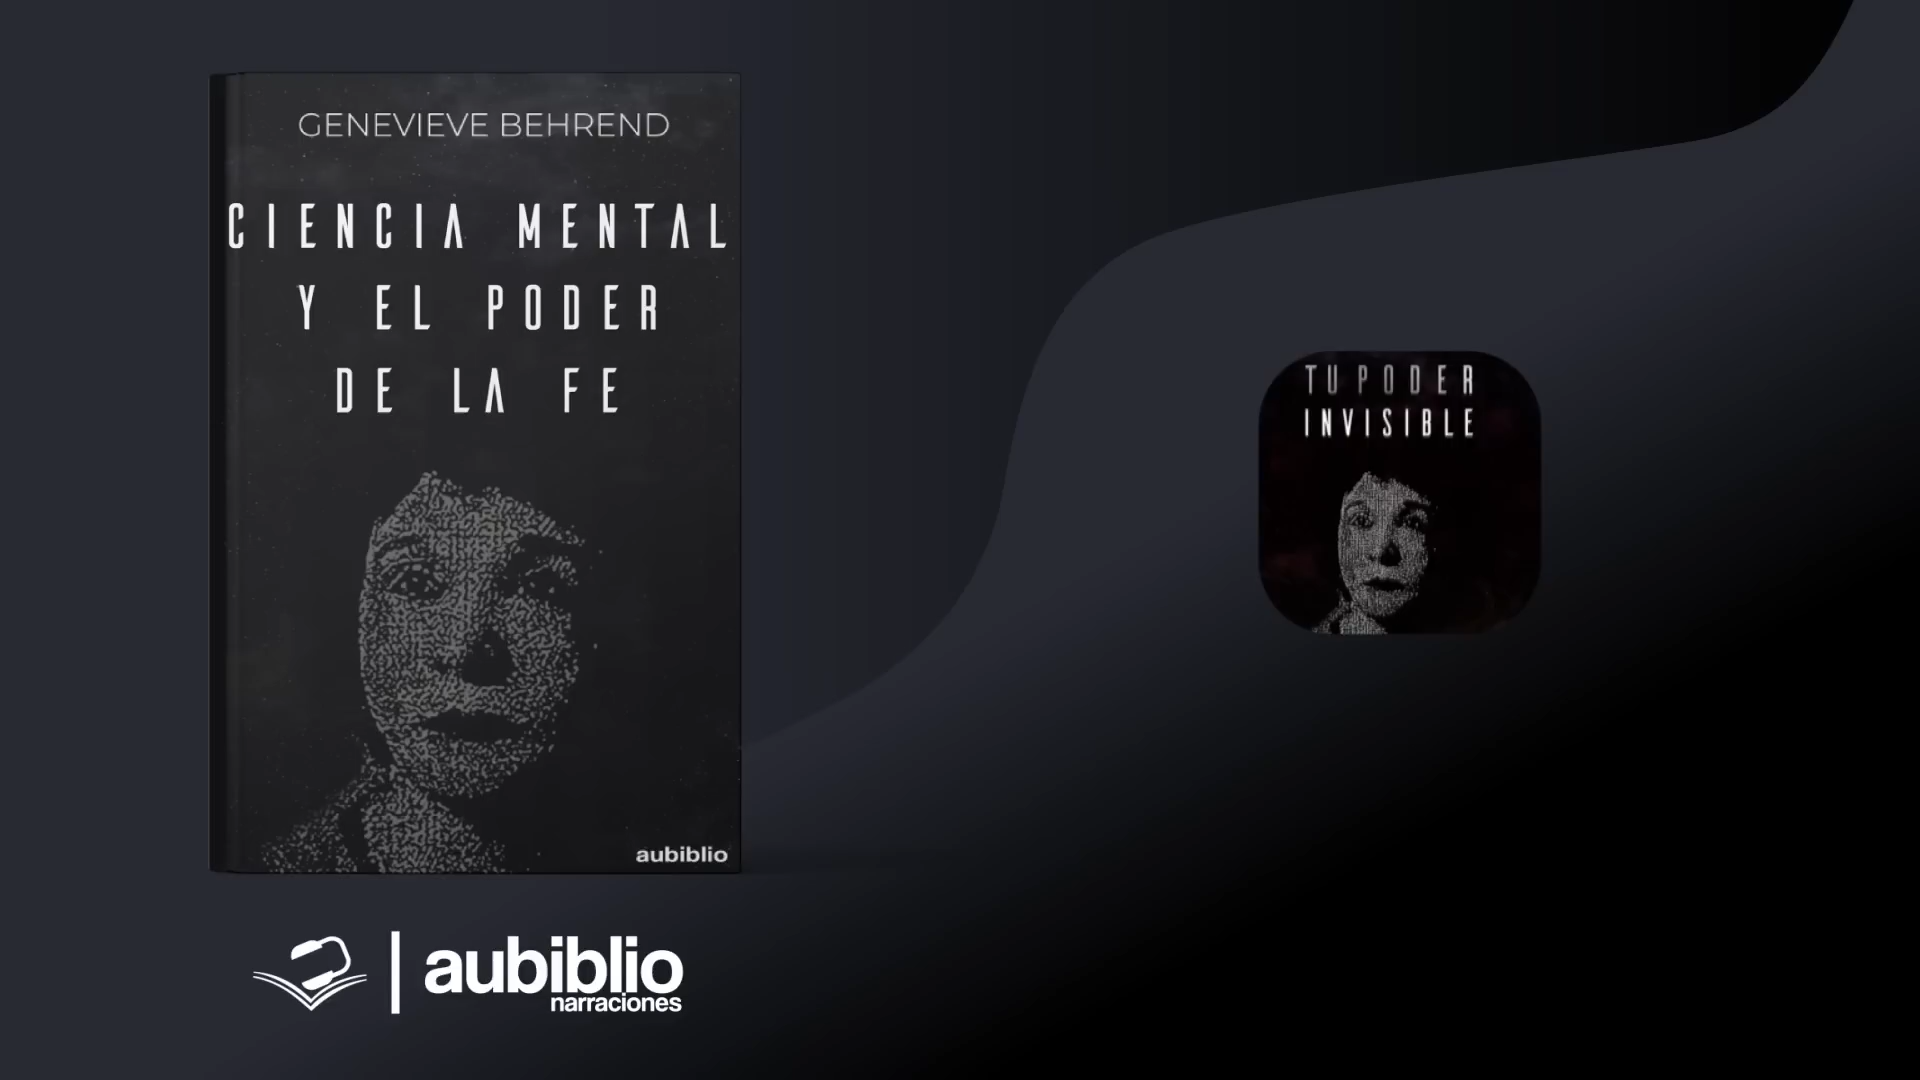 GENEVIEVE BEHREND
CIENCIA MENTAL
Y EL PODER
DE LA FE
aubiblio
TU PODER
INVISIBLE
aubiblio
narraciones